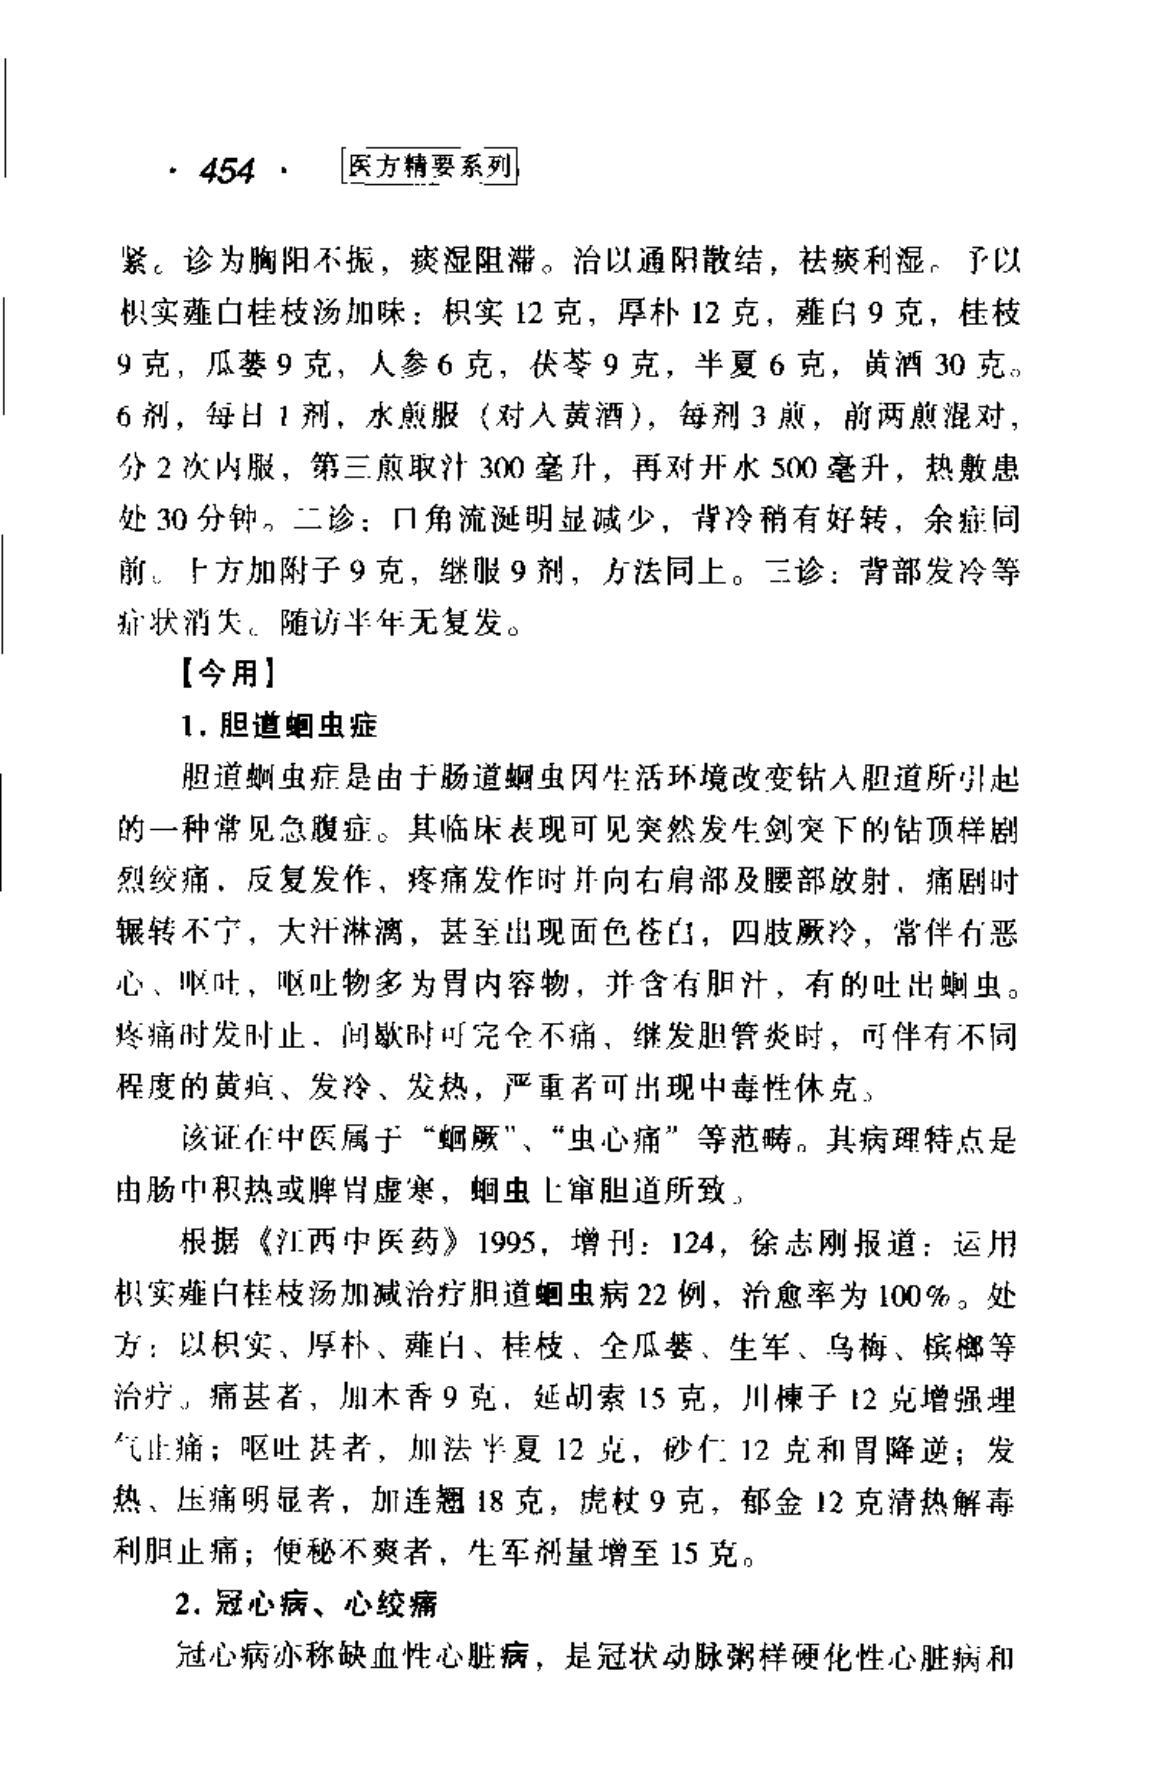 · 454 · 医方精要系列
紧。诊为胸阳不振，痰湿阻滞。治以通阳散结，祛痰利湿。予以
枳实薤白桂枝汤加味：枳实 12 克，厚朴 12 克，薤白 9 克，桂枝
9 克，瓜蒌 9 克，人参 6 克，茯苓 9 克，半夏 6 克，黄酒 30 克。
6 剂，每日 1 剂，水煎服（对入黄酒），每剂 3 煎，前两煎混对，
分 2 次内服，第三煎取汁 300 毫升，再对开水 500 毫升，热敷患
处 30 分钟。二诊：口角流涎明显减少，背冷稍有好转，余症同
前。上方加附子 9 克，继服 9 剂，方法同上。三诊：背部发冷等
症状消失。随访半年无复发。
【今用】
1. 胆道蛔虫症
胆道蛔虫症是由于肠道蛔虫因生活环境改变钻入胆道所引起
的一种常见急腹症。其临床表现可见突然发生剑突下的钻顶样剧
烈绞痛，反复发作，疼痛发作时并向右肩部及腰部放射，痛剧时
辗转不宁，大汗淋漓，甚至出现面色苍白，四肢厥冷，常伴有恶
心、呕吐，呕吐物多为胃内容物，并含有胆汁，有的吐出蛔虫。
疼痛时发时止，间歇时可完全不痛，继发胆管炎时，可伴有不同
程度的黄疸、发冷、发热，严重者可出现中毒性休克。
该证在中医属于“蛔厥”、“虫心痛”等范畴。其病理特点是
由肠中积热或脾胃虚寒，蛔虫上窜胆道所致。
根据《江西中医药》1995，增刊：124，徐志刚报道：运用
枳实薤白桂枝汤加减治疗胆道蛔虫病 22 例，治愈率为 100%。处
方：以枳实、厚朴、薤白、桂枝、全瓜蒌、生军、乌梅、槟榔等
治疗。痛甚者，加木香 9 克，延胡索 15 克，川楝子 12 克增强理
气止痛；呕吐甚者，加法半夏 12 克，砂仁 12 克和胃降逆；发
热、压痛明显者，加连翘 18 克，虎杖 9 克，郁金 12 克清热解毒
利胆止痛；便秘不爽者，生军剂量增至 15 克。
2. 冠心病、心绞痛
冠心病亦称缺血性心脏病，是冠状动脉粥样硬化性心脏病和